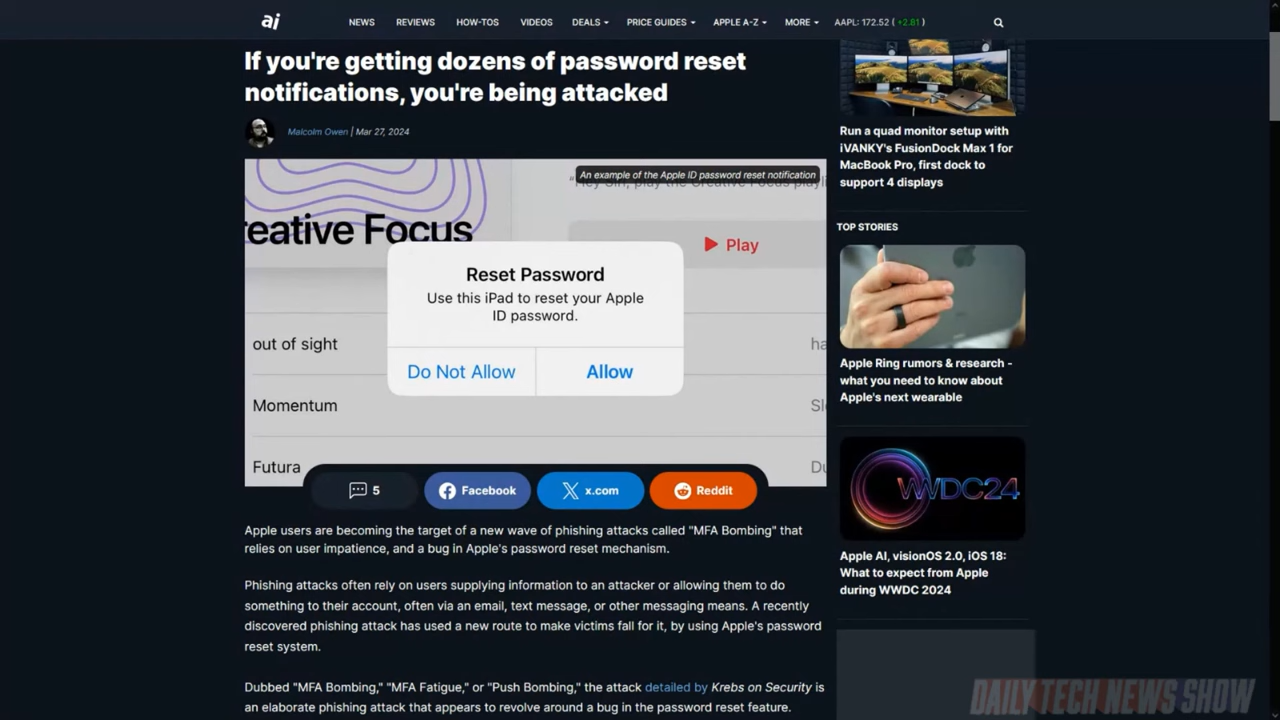 ai
NEWS
REVIEWS
HOW-TOS
VIDEOS
DEALS
PRICE GUIDES
APPLE A-Z
MORE
AAPL: 172.52 ( +2.81 )
If you're getting dozens of password reset
notifications, you're being attacked
Malcolm Owen | Mar 27, 2024
An example of the Apple ID password reset notification
"Hey Siri, play the Creative Focus playli
reative Focus
Play
Reset Password
Use this iPad to reset your Apple
ID password.
Do Not Allow
Allow
out of sight
ha
Momentum
Sl
Futura
Du
5
Facebook
x.com
Reddit
Apple users are becoming the target of a new wave of phishing attacks called "MFA Bombing" that
relies on user impatience, and a bug in Apple's password reset mechanism.
Phishing attacks often rely on users supplying information to an attacker or allowing them to do
something to their account, often via an email, text message, or other messaging means. A recently
discovered phishing attack has used a new route to make victims fall for it, by using Apple's password
reset system.
Dubbed "MFA Bombing," "MFA Fatigue," or "Push Bombing," the attack detailed by Krebs on Security is
an elaborate phishing attack that appears to revolve around a bug in the password reset feature.
Run a quad monitor setup with
iVANKY's FusionDock Max 1 for
MacBook Pro, first dock to
support 4 displays
TOP STORIES
Apple Ring rumors & research -
what you need to know about
Apple's next wearable
WWDC24
Apple AI, visionOS 2.0, iOS 18:
What to expect from Apple
during WWDC 2024
DAILY TECH NEWS SHOW